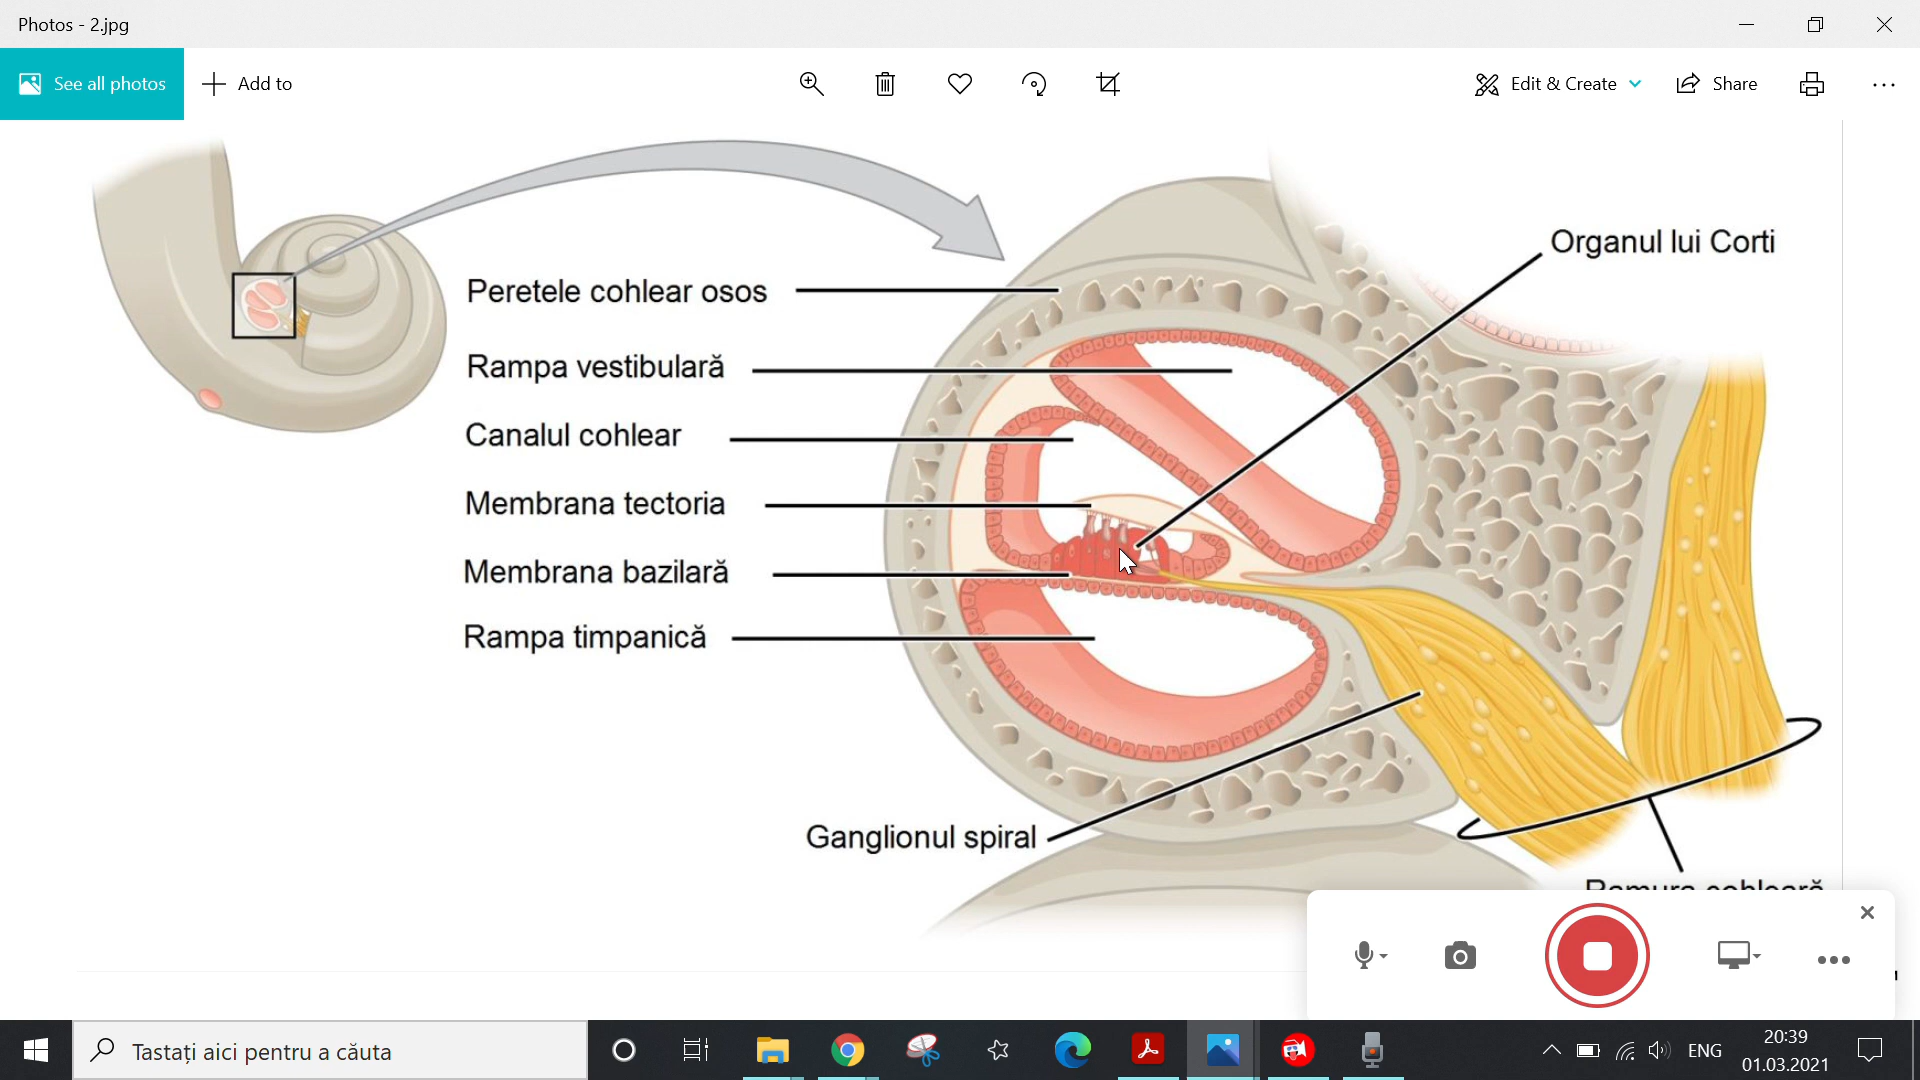 Photos - 2.jpg
See all photos
Add to
Edit & Create
Share
Organul lui Corti
Peretele cohlear osos
Rampa vestibulară
Canalul cohlear
Membrana tectoria
Membrana bazilară
Rampa timpanică
Ganglionul spiral
Ramura cohleară
Tastați aici pentru a căuta
ENG
20:39
01.03.2021